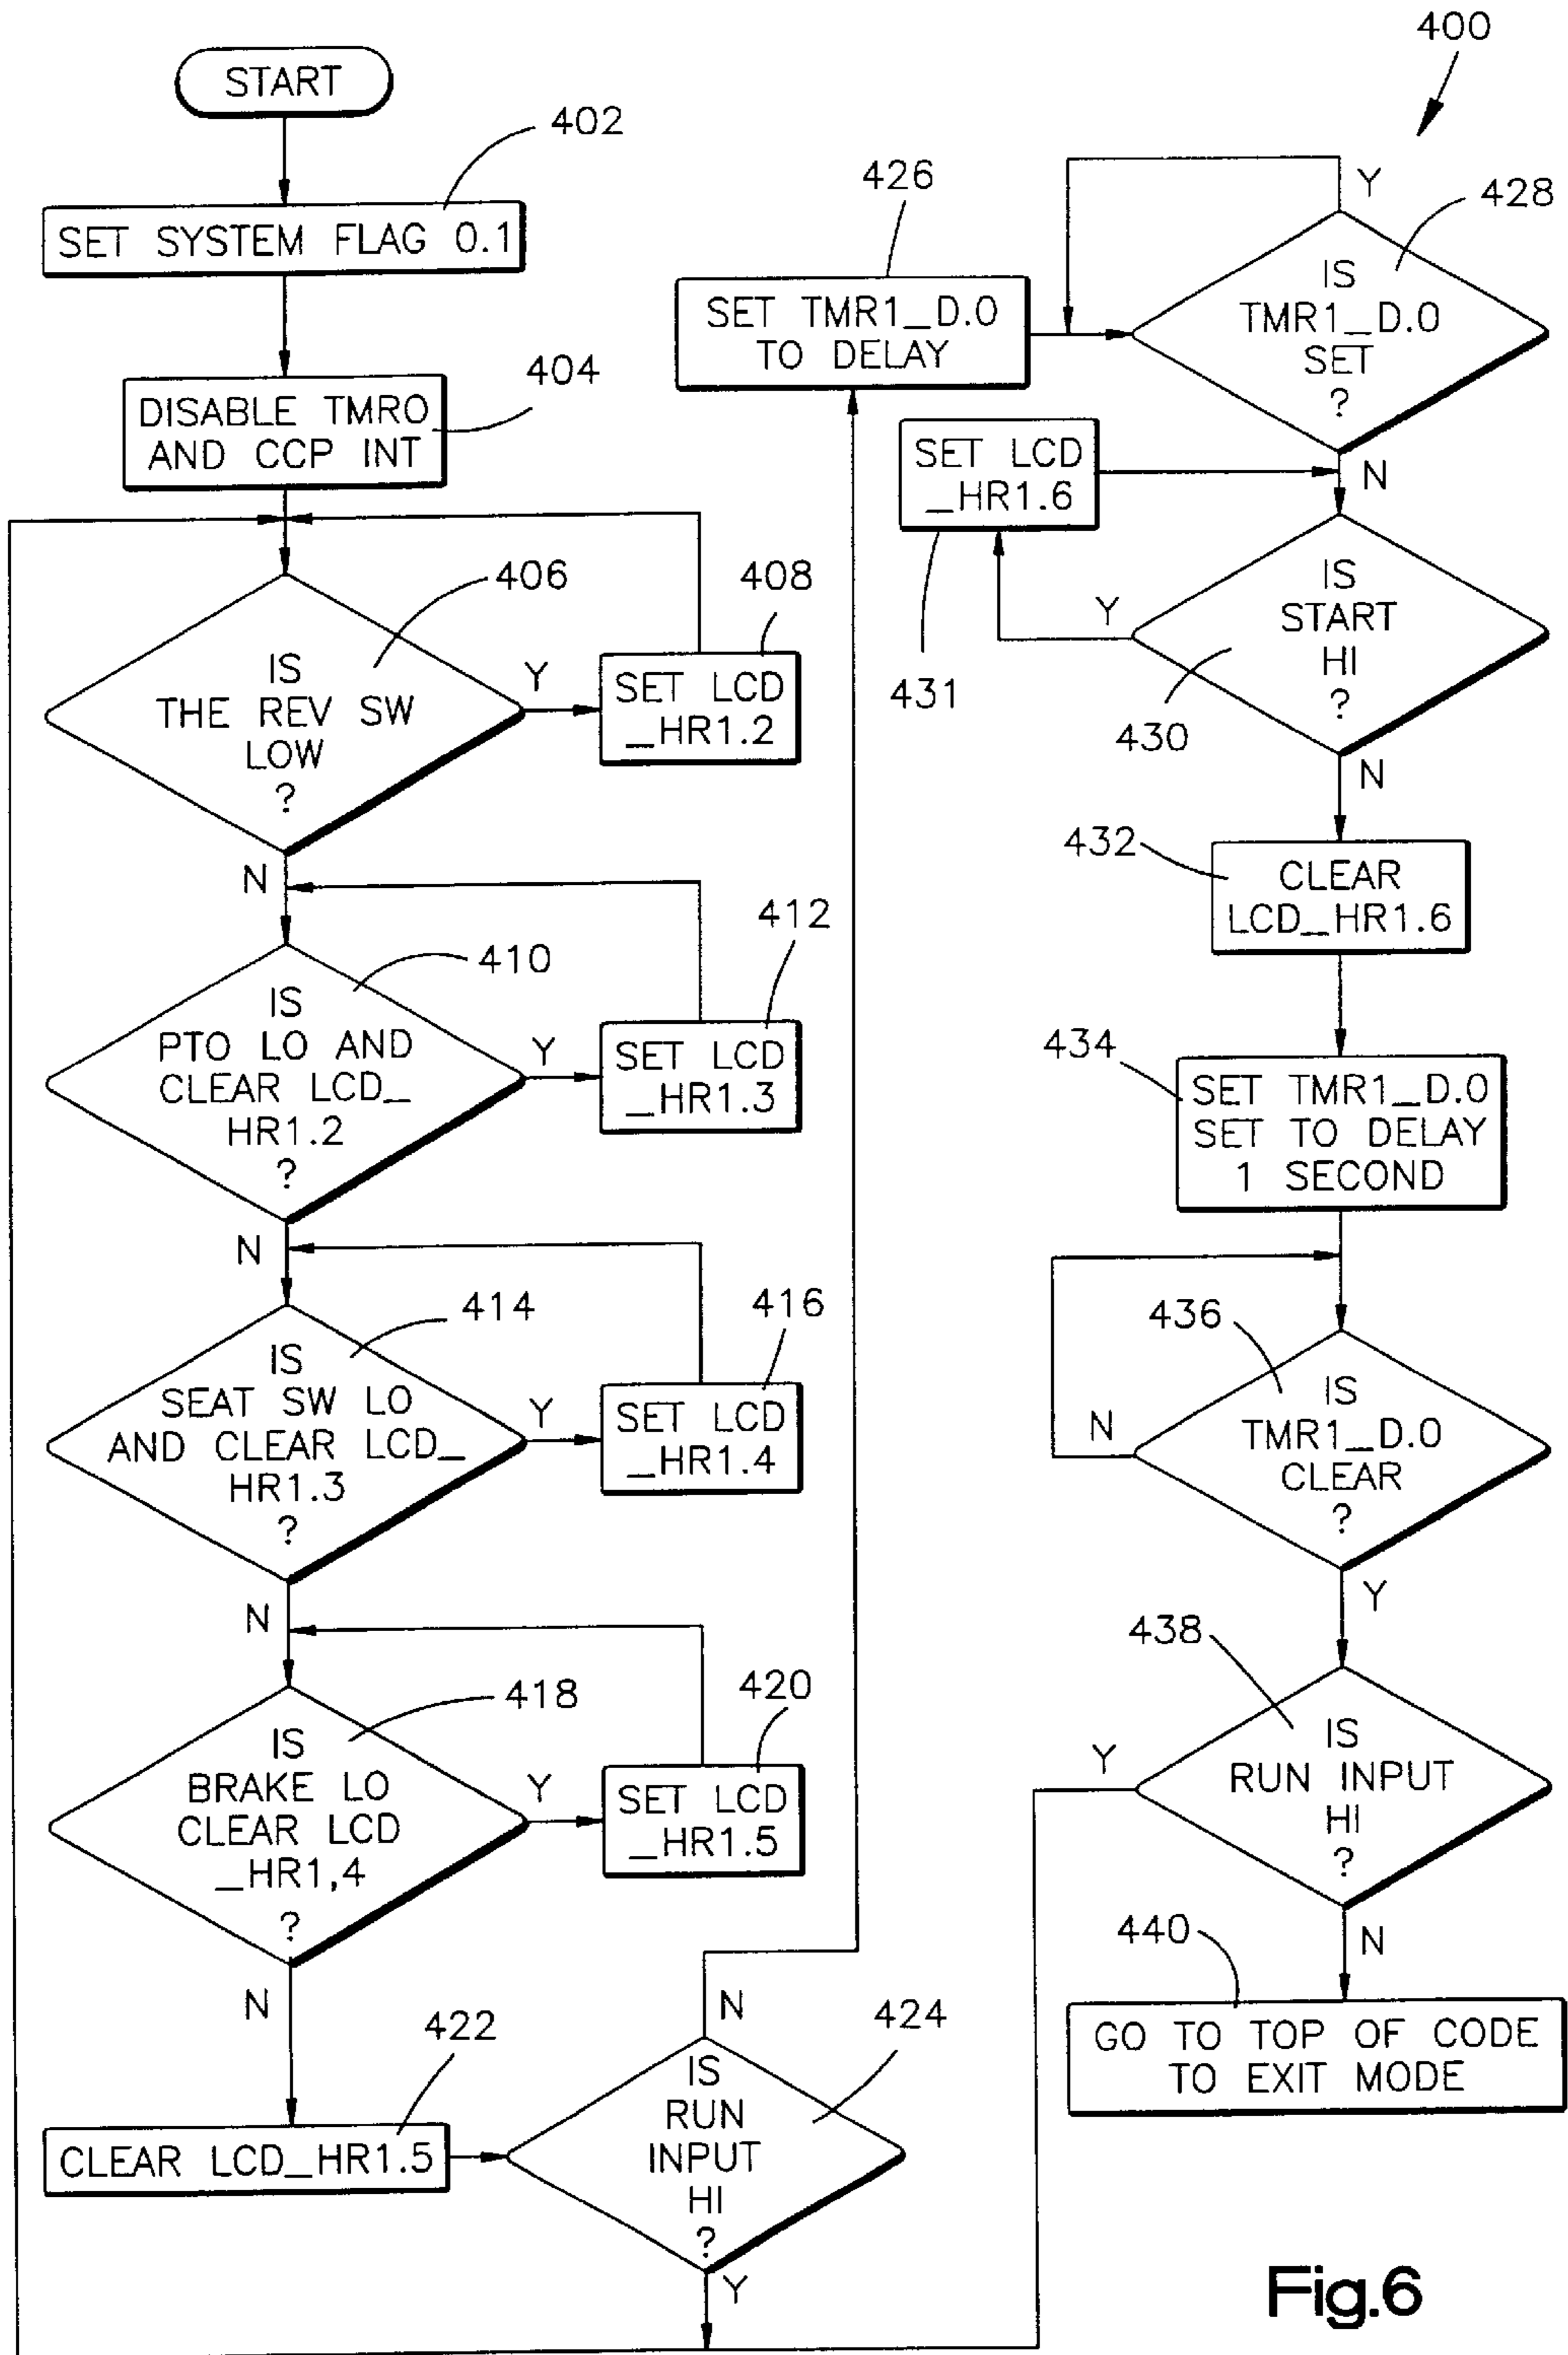 400
START
402
SET SYSTEM FLAG 0.1
404
DISABLE TMRO
AND CCP INT
406
IS
THE REV SW
LOW
?
Y
N
408
SET LCD
_HR1.2
410
IS
PTO LO AND
CLEAR LCD_
HR1.2
?
Y
N
412
SET LCD
_HR1.3
414
IS
SEAT SW LO
AND CLEAR LCD_
HR1.3
?
Y
N
416
SET LCD
_HR1.4
418
IS
BRAKE LO
CLEAR LCD
_HR1,4
?
Y
N
420
SET LCD
_HR1.5
422
CLEAR LCD_HR1.5
424
IS
RUN
INPUT
HI
?
N
Y
426
SET TMR1_D.0
TO DELAY
428
IS
TMR1_D.0
SET
?
Y
N
SET LCD
_HR1.6
431
430
IS
START
HI
?
Y
N
432
CLEAR
LCD_HR1.6
434
SET TMR1_D.0
SET TO DELAY
1 SECOND
436
IS
TMR1_D.0
CLEAR
?
N
Y
438
IS
RUN INPUT
HI
?
Y
N
440
GO TO TOP OF CODE
TO EXIT MODE
Fig.6